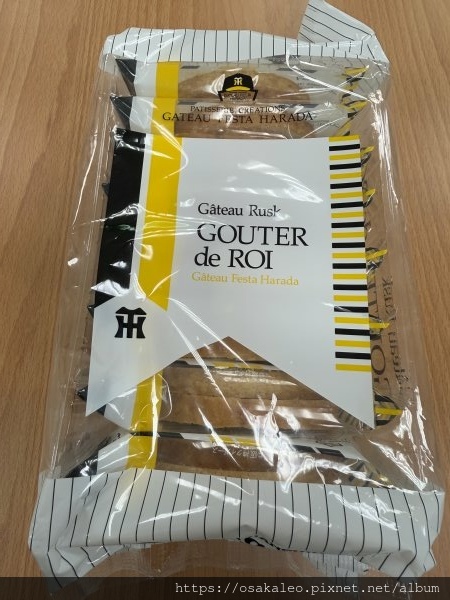 PATISSERIE CREATIONS
GATEAU FESTA HARADA
Gâteau Rusk
GOUTER
de ROI
Gâteau Festa Harada
https://osakaleo.pixnet.net/album